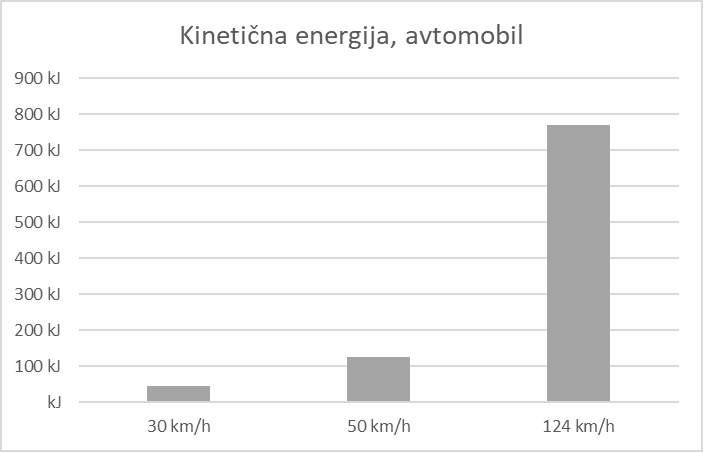 Kinetična energija, avtomobil
900 kJ
800 kJ
700 kJ
600 kJ
500 kJ
400 kJ
300 kJ
200 kJ
100 kJ
kJ
30 km/h
50 km/h
124 km/h